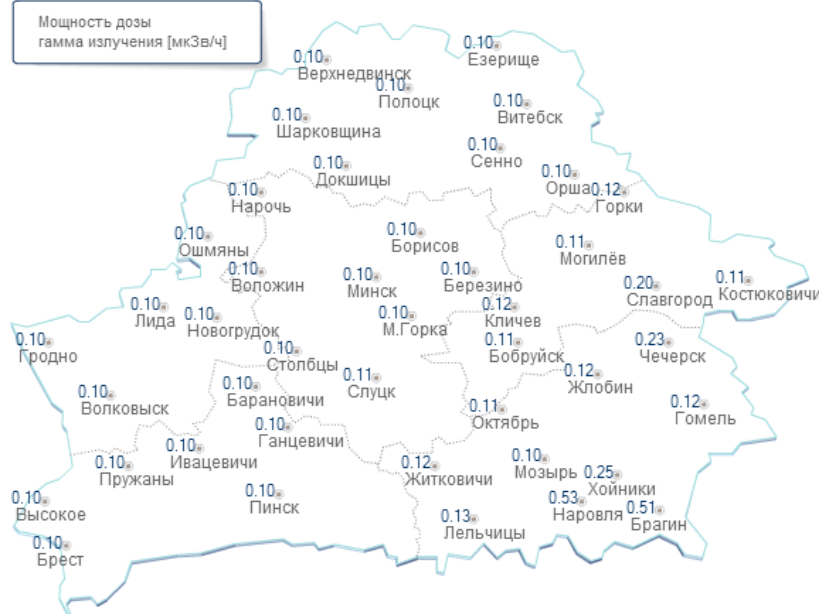 Мощность дозы
гамма излучения [мкЗв/ч]
0.10
Езерище
0.10
Верхнедвинск
0.10
Полоцк
0.10
Витебск
0.10
Шарковщина
0.10
Сенно
0.10
Докшицы
0.10
Орша
0.12
Горки
0.10
Нарочь
0.10
Ошмяны
0.10
Борисов
0.11
Могилёв
0.10
Воложин
0.10
Минск
0.10
Березино
0.20
Славгород
0.11
Костюковичи
0.10
Лида
0.10
Новогрудок
0.10
М.Горка
0.12
Кличев
0.10
Гродно
0.10
Столбцы
0.11
Бобруйск
0.23
Чечерск
0.10
Волковыск
0.10
Барановичи
0.11
Слуцк
0.12
Жлобин
0.11
Октябрь
0.12
Гомель
0.10
Ганцевичи
0.10
Ивацевичи
0.10
Пружаны
0.12
Житковичи
0.10
Мозырь
0.25
Хойники
0.10
Высокое
0.10
Пинск
0.53
Наровля
0.51
Брагин
0.13
Лельчицы
0.10
Брест